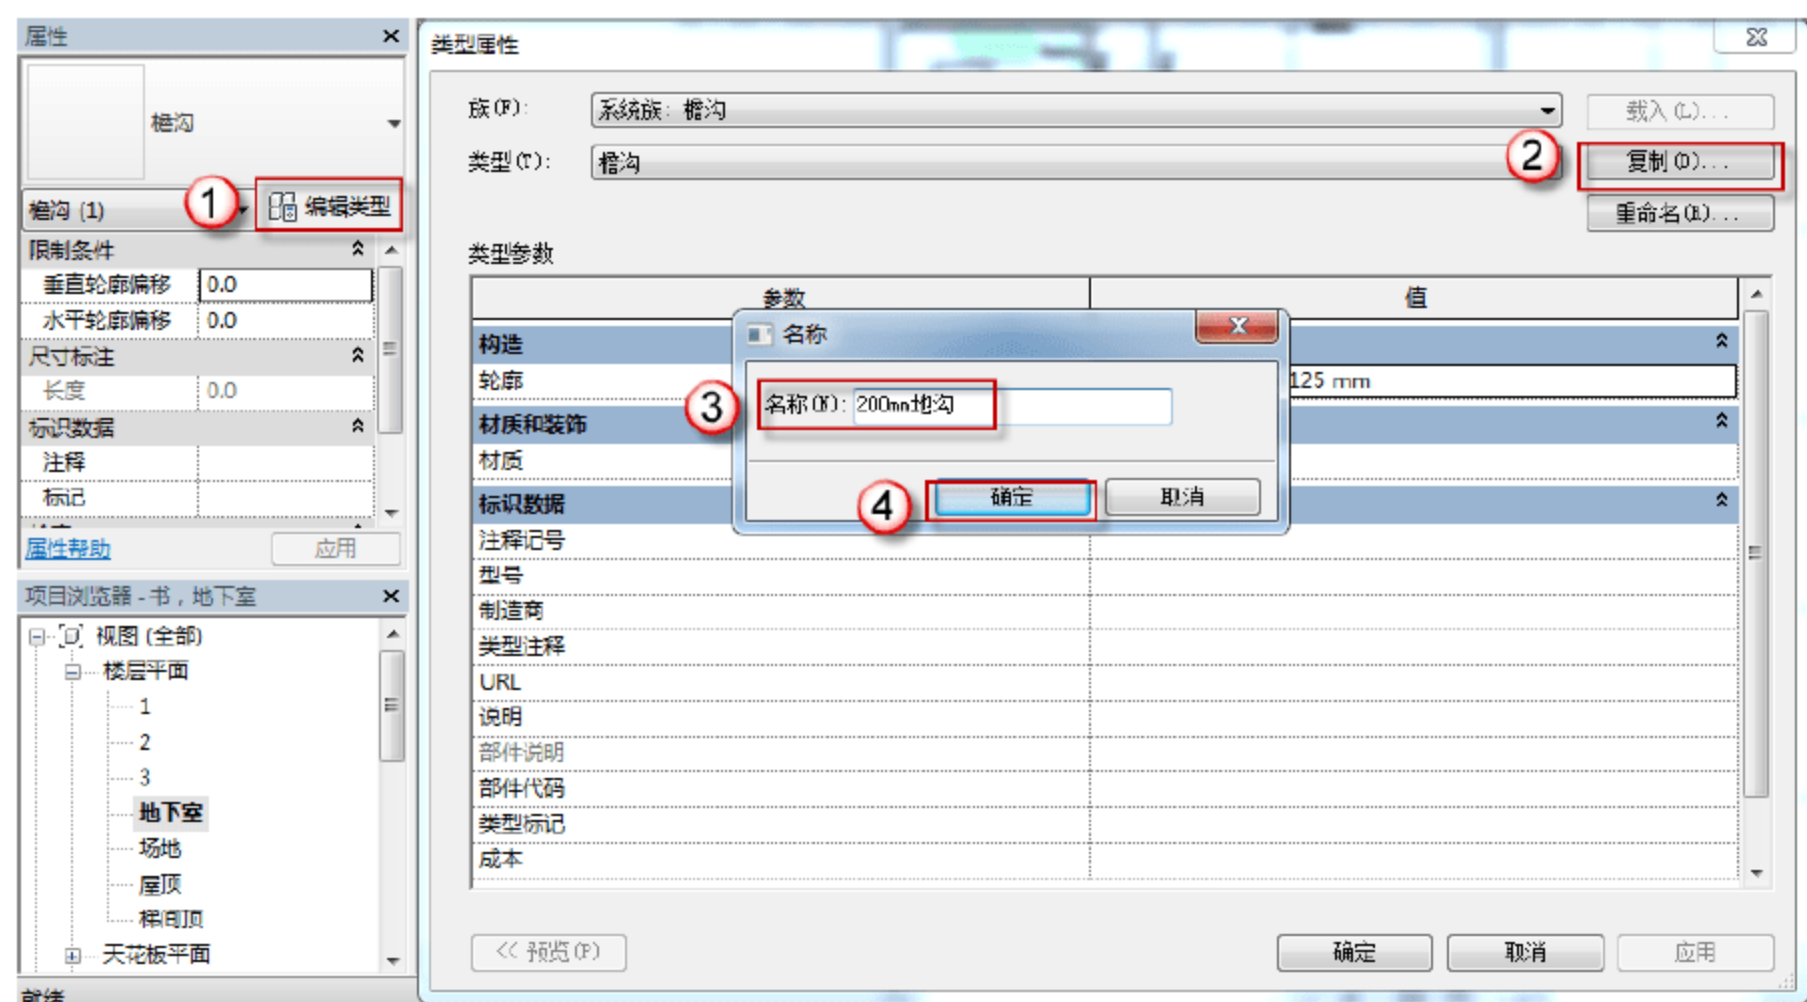 属性
檐沟
檐沟 (1)
1
编辑类型
限制条件
垂直轮廓偏移 0.0
水平轮廓偏移 0.0
尺寸标注
长度 0.0
标识数据
注释
标记
属性帮助
应用
项目浏览器 - 书，地下室
视图 (全部)
楼层平面
1
2
3
地下室
场地
屋顶
梯间顶
天花板平面
就绪
类型属性
族(F):
系统族: 檐沟
载入(L)...
类型(T):
檐沟
2
复制(D)...
重命名(R)...
类型参数
参数 值
构造
轮廓
125 mm
材质和装饰
材质
标识数据
注释记号
型号
制造商
类型注释
URL
说明
部件说明
部件代码
类型标记
成本
名称
3
名称(N):
200mm地沟
4
确定
取消
<< 预览(P)
确定
取消
应用